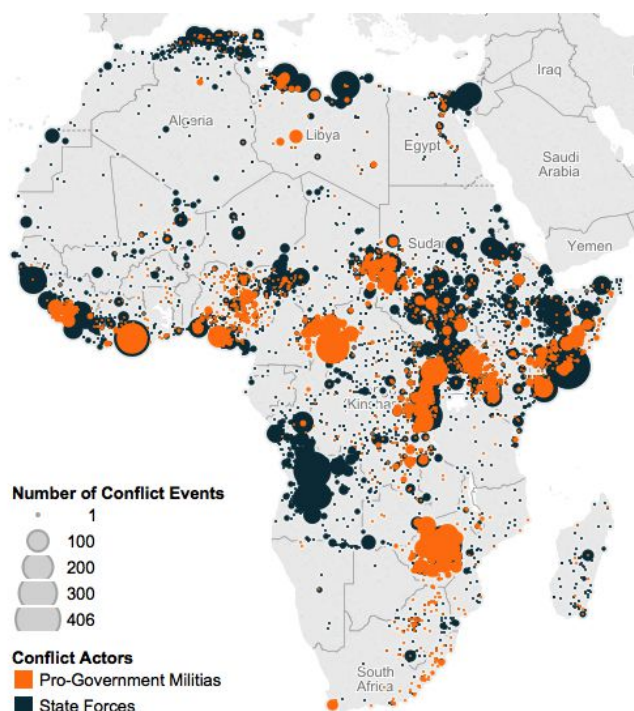 Iraq
Algeria
Libya
Egypt
Saudi
Arabia
Sudan
Yemen
Kinsha
Number of Conflict Events
1
100
200
300
406
Conflict Actors
Pro-Government Militias
State Forces
South
Africa